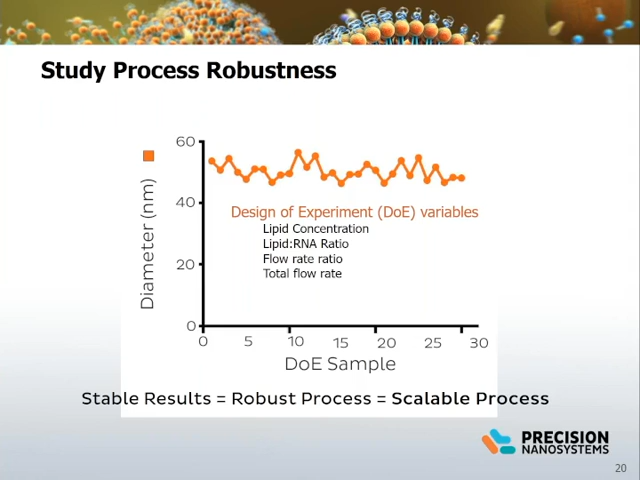 Study Process Robustness
60
40
20
0
Diameter (nm)
Design of Experiment (DoE) variables
Lipid Concentration
Lipid:RNA Ratio
Flow rate ratio
Total flow rate
0 5 10 15 20 25 30
DoE Sample
Stable Results = Robust Process = Scalable Process
PRECISION
NANOSYSTEMS
20